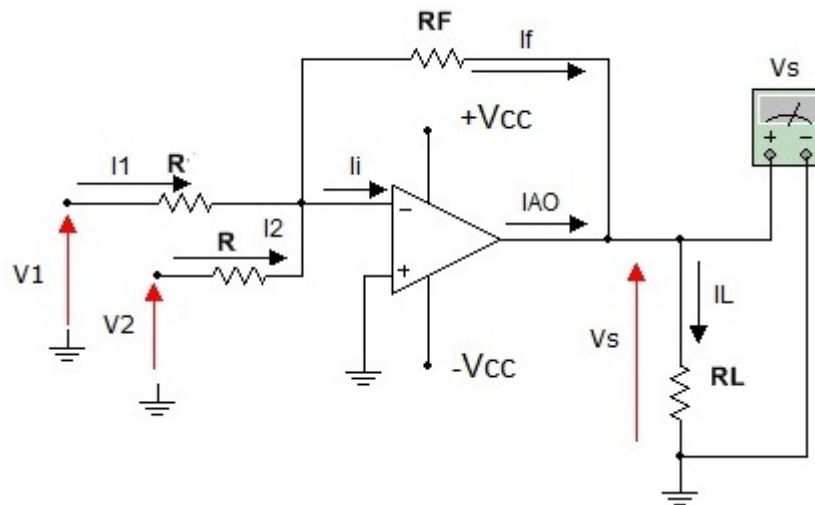 RF
If
Vs
+Vcc
+ -
I1
R
Ii
-
IAO
R
I2
+
V1
V2
IL
Vs
-Vcc
RL